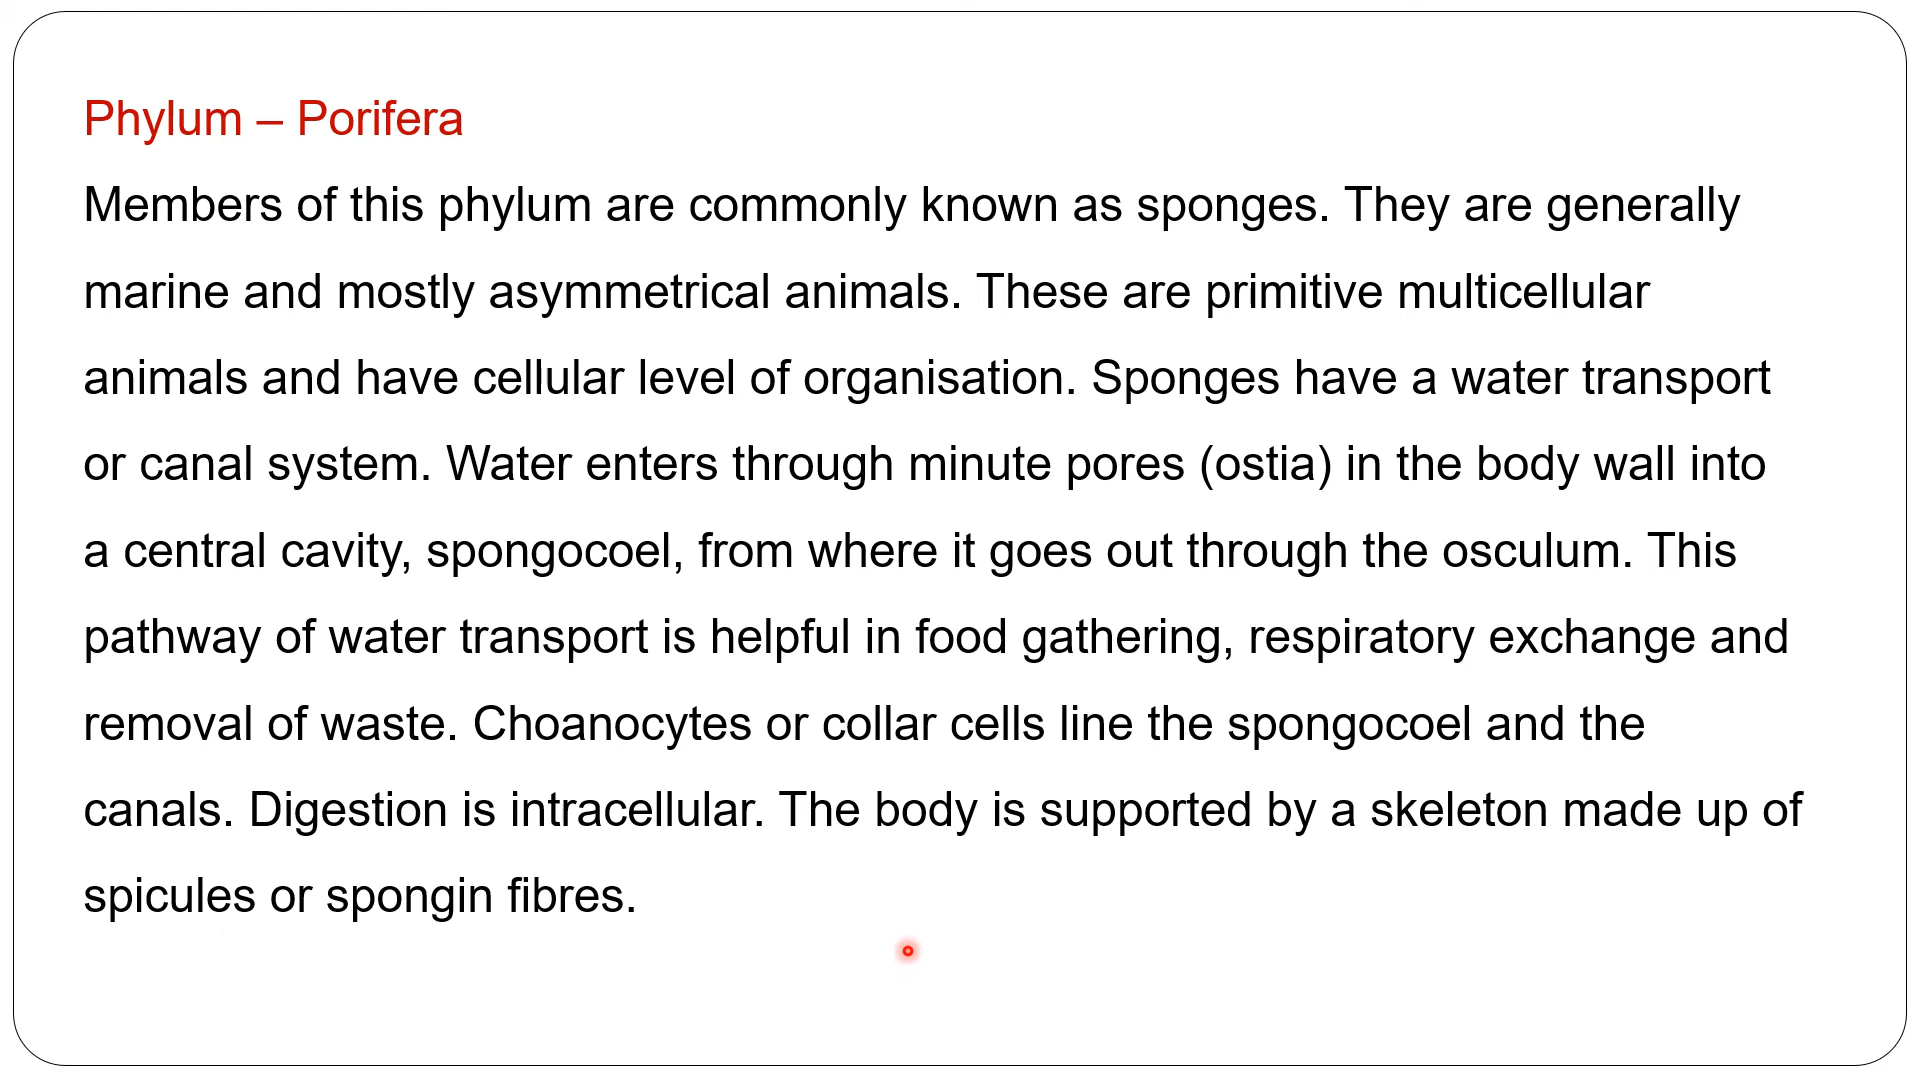 Phylum – Porifera
Members of this phylum are commonly known as sponges. They are generally
marine and mostly asymmetrical animals. These are primitive multicellular
animals and have cellular level of organisation. Sponges have a water transport
or canal system. Water enters through minute pores (ostia) in the body wall into
a central cavity, spongocoel, from where it goes out through the osculum. This
pathway of water transport is helpful in food gathering, respiratory exchange and
removal of waste. Choanocytes or collar cells line the spongocoel and the
canals. Digestion is intracellular. The body is supported by a skeleton made up of
spicules or spongin fibres.